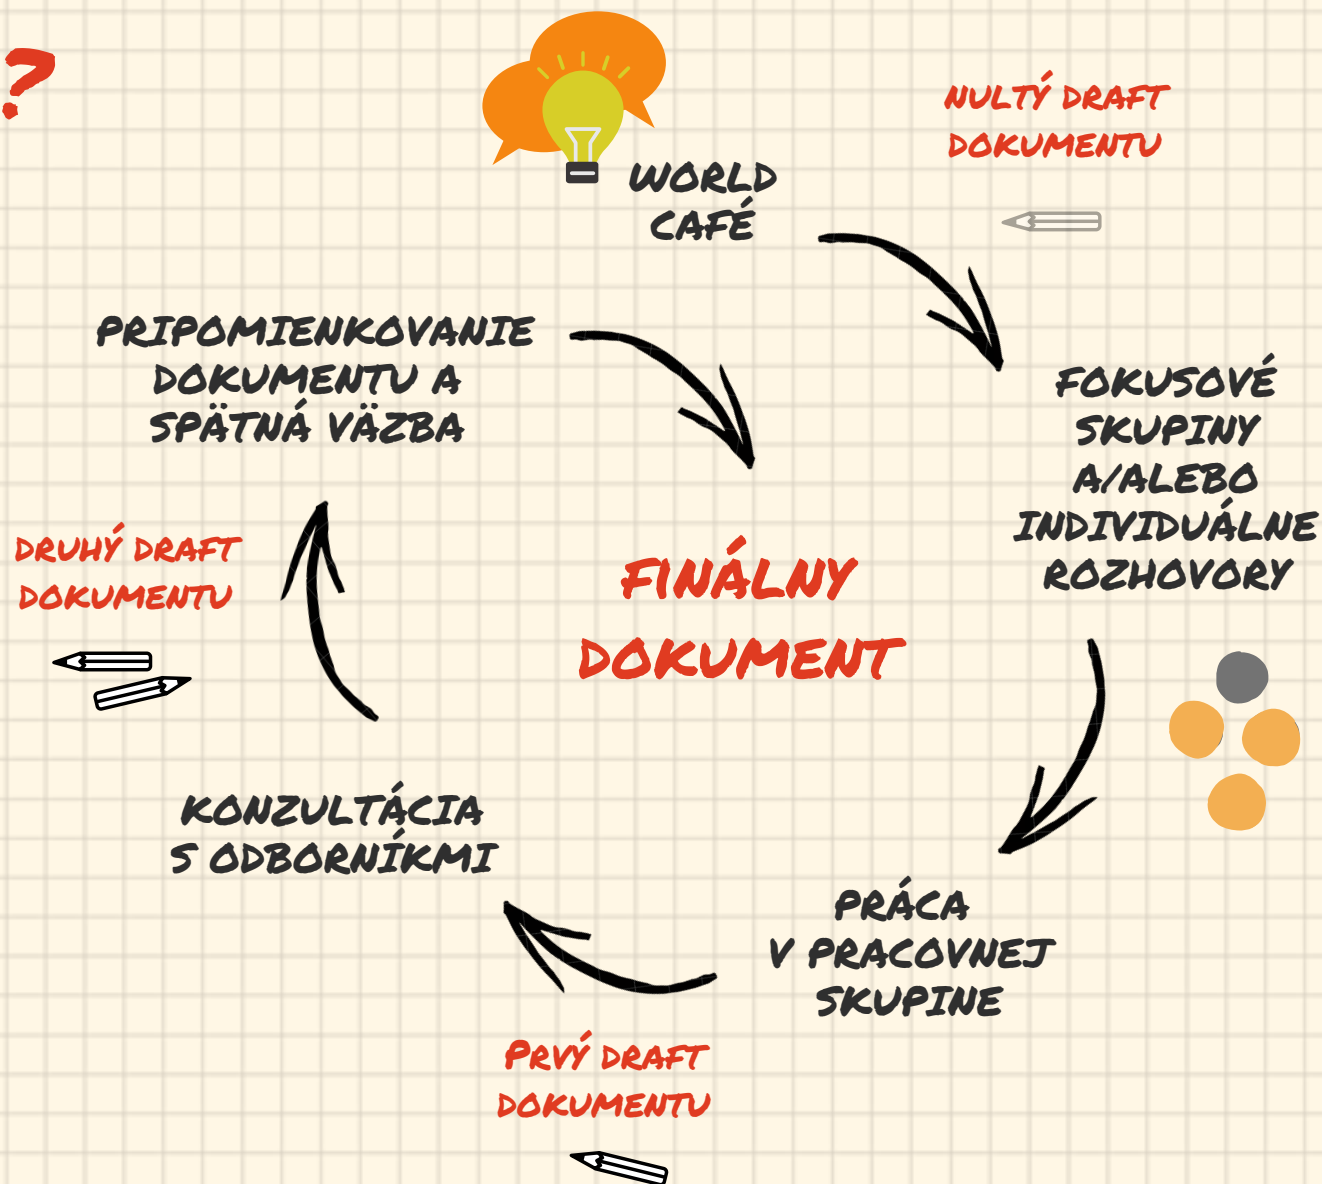 ?
WORLD
CAFÉ
NULTÝ DRAFT
DOKUMENTU
FOKUSOVÉ
SKUPINY
A/ALEBO
INDIVIDUÁLNE
ROZHOVORY
PRÁCA
V PRACOVNEJ
SKUPINE
PRVÝ DRAFT
DOKUMENTU
KONZULTÁCIA
S ODBORNÍKMI
DRUHÝ DRAFT
DOKUMENTU
PRIPOMIENKOVANIE
DOKUMENTU A
SPÄTNÁ VÄZBA
FINÁLNY
DOKUMENT